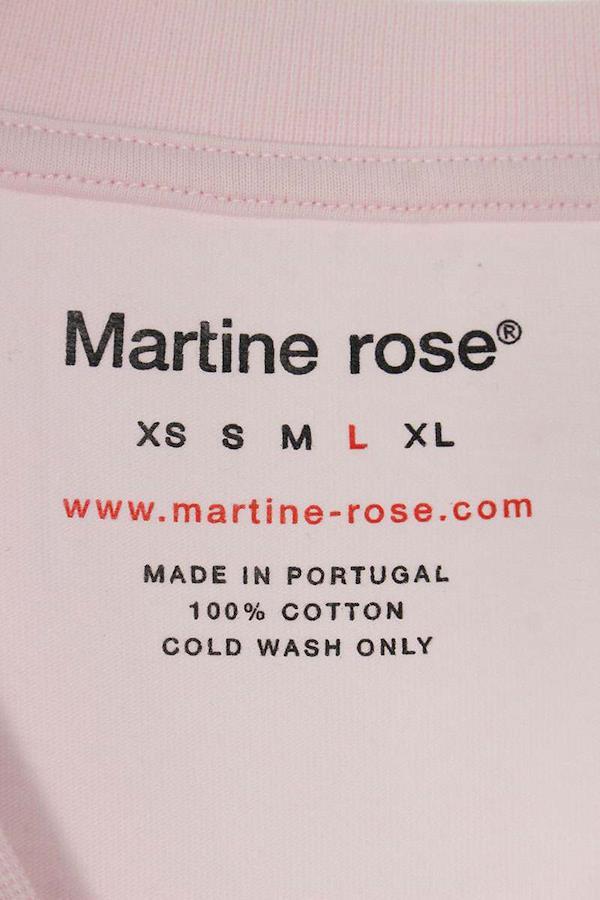 Martine rose®
XS S M L XL
www.martine-rose.com
MADE IN PORTUGAL
100% COTTON
COLD WASH ONLY